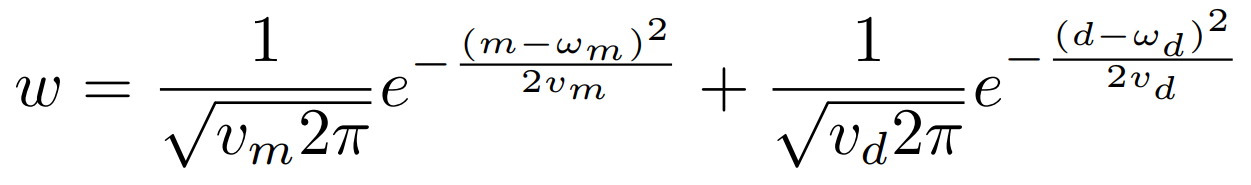 w = \frac{1}{\sqrt{v_m 2\pi}} e^{-\frac{(m-\omega_m)^2}{2v_m}} + \frac{1}{\sqrt{v_d 2\pi}} e^{-\frac{(d-\omega_d)^2}{2v_d}}